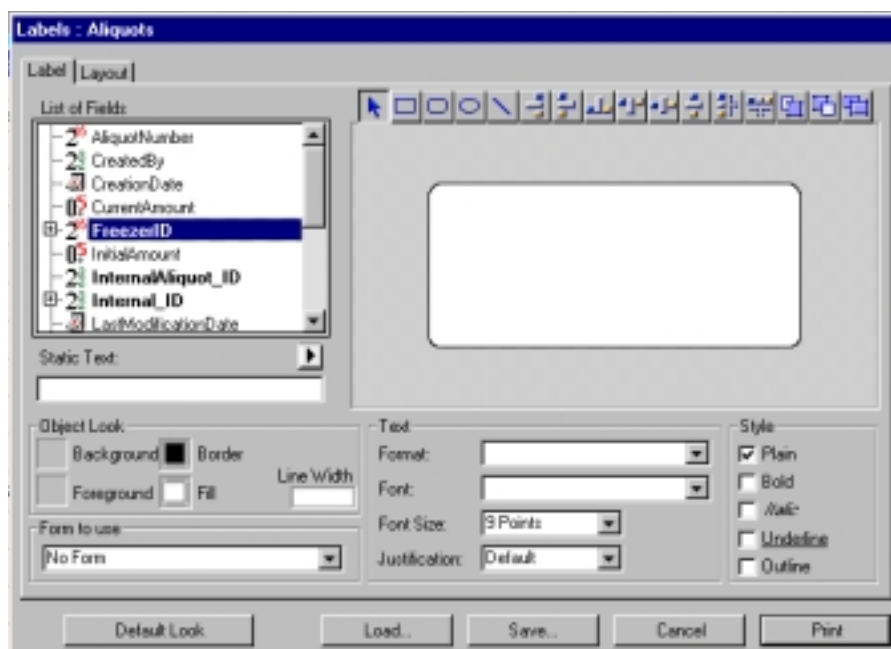 Labels : Aliquots
Label
Layout
List of Fields
AliquotNumber
CreatedBy
CreationDate
CurrentAmount
FreezerID
InitialAmount
InternalAliquot_ID
Internal_ID
LastModificationDate
Static Text:
Object Look
Background
Border
Foreground
Fill
Line Width
Form to use
No Form
Text
Format:
Font:
Font Size: 9 Points
Justification: Default
Style
Plain
Bold
Italic
Underline
Outline
Default Look
Load...
Save...
Cancel
Print